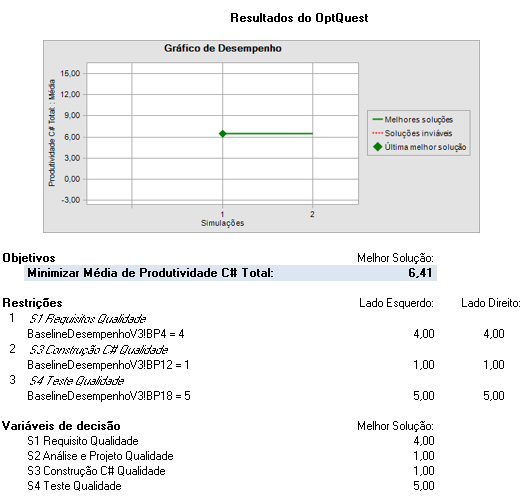 Resultados do OptQuest
Gráfico de Desempenho
Produtividade C# Total: : Média
15,00
12,00
9,00
6,00
3,00
0,00
-3,00
1
2
Simulações
Melhores soluções
Soluções inviáveis
Última melhor solução
Objetivos Melhor Solução:
Minimizar Média de Produtividade C# Total: 6,41
Restrições Lado Esquerdo: Lado Direito:
1 S1 Requisitos Qualidade
BaselineDesempenhoV3!BP4 = 4 4,00 4,00
2 S3 Construção C# Qualidade
BaselineDesempenhoV3!BP12 = 1 1,00 1,00
3 S4 Teste Qualidade
BaselineDesempenhoV3!BP18 = 5 5,00 5,00
Variáveis de decisão Melhor Solução:
S1 Requisito Qualidade 4,00
S2 Análise e Projeto Qualidade 1,00
S3 Construção C# Qualidade 1,00
S4 Teste Qualidade 5,00